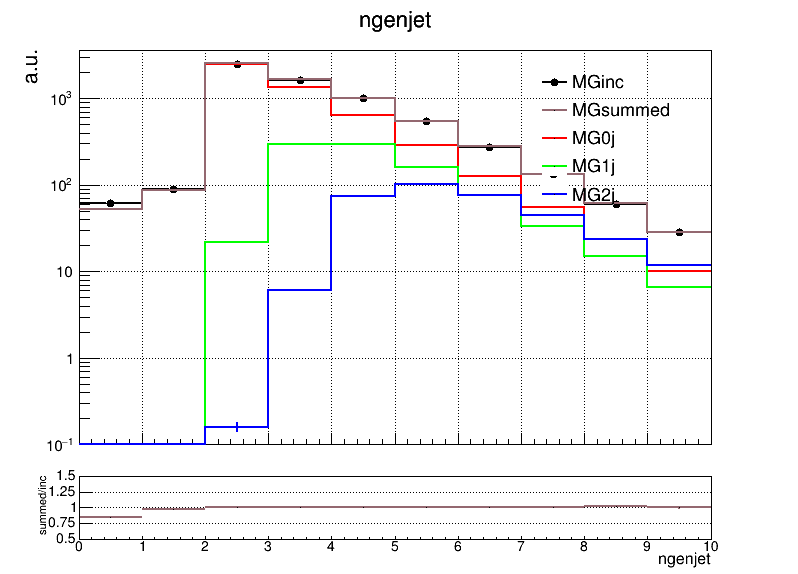 ngenjet
a.u.
MGinc
MGsummed
MG0j
MG1j
MG2j
10³
10²
10
1
10⁻¹
summed/inc
1.5
1.25
1
0.75
0.5
0 1 2 3 4 5 6 7 8 9 10
ngenjet